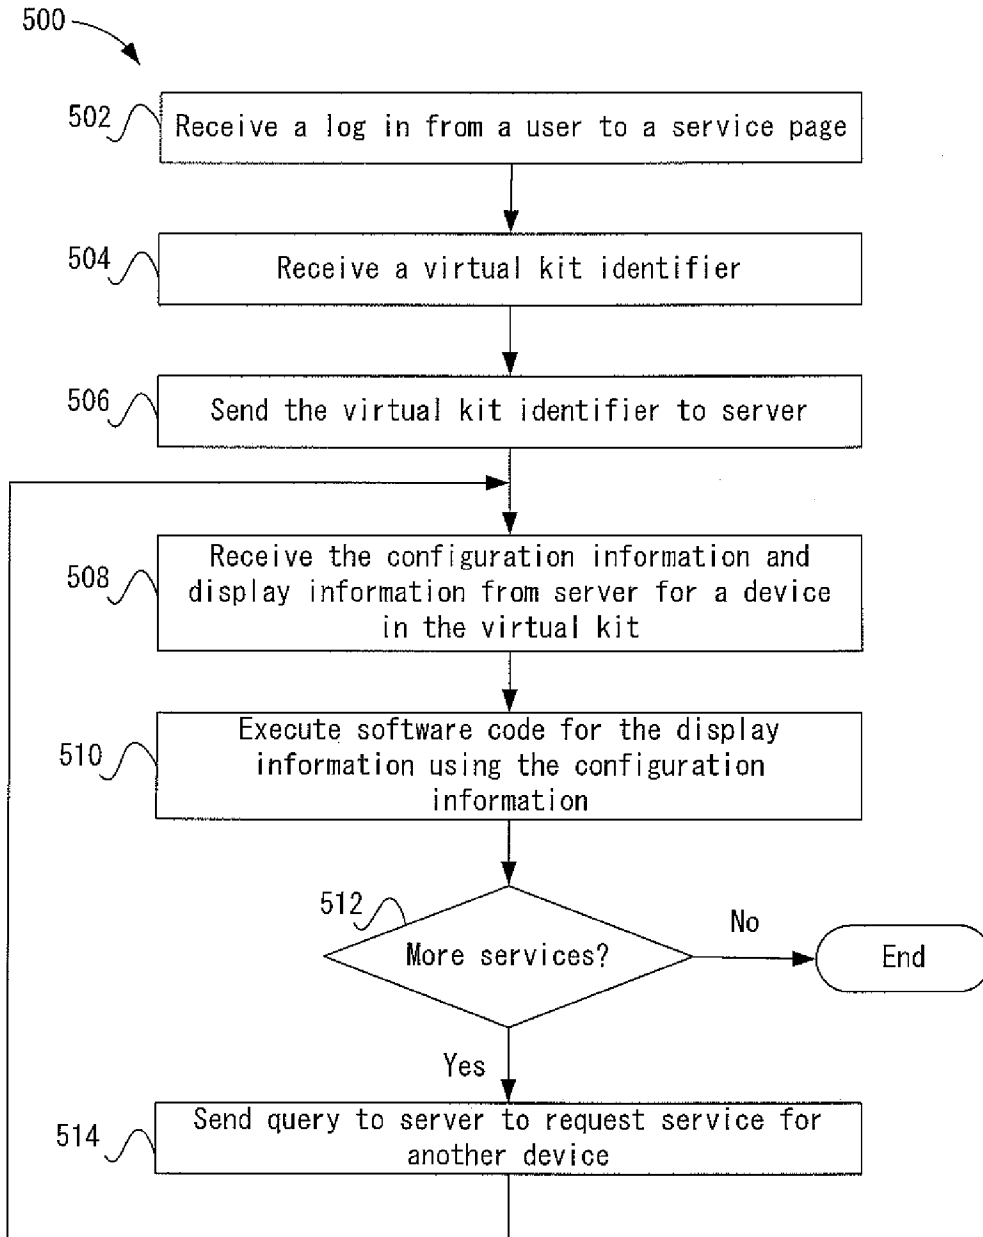 500
502
Receive a log in from a user to a service page
504
Receive a virtual kit identifier
506
Send the virtual kit identifier to server
508
Receive the configuration information and
display information from server for a device
in the virtual kit
510
Execute software code for the display
information using the configuration
information
512
More services?
No
End
Yes
514
Send query to server to request service for
another device